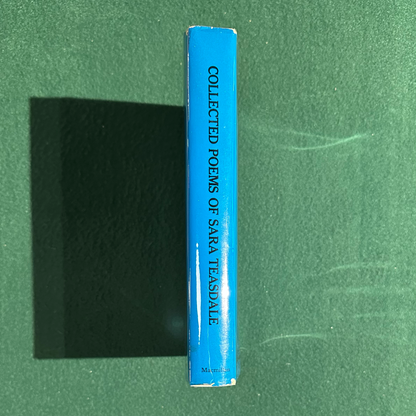 COLLECTED POEMS OF SARA TEASDALE
Macmillan